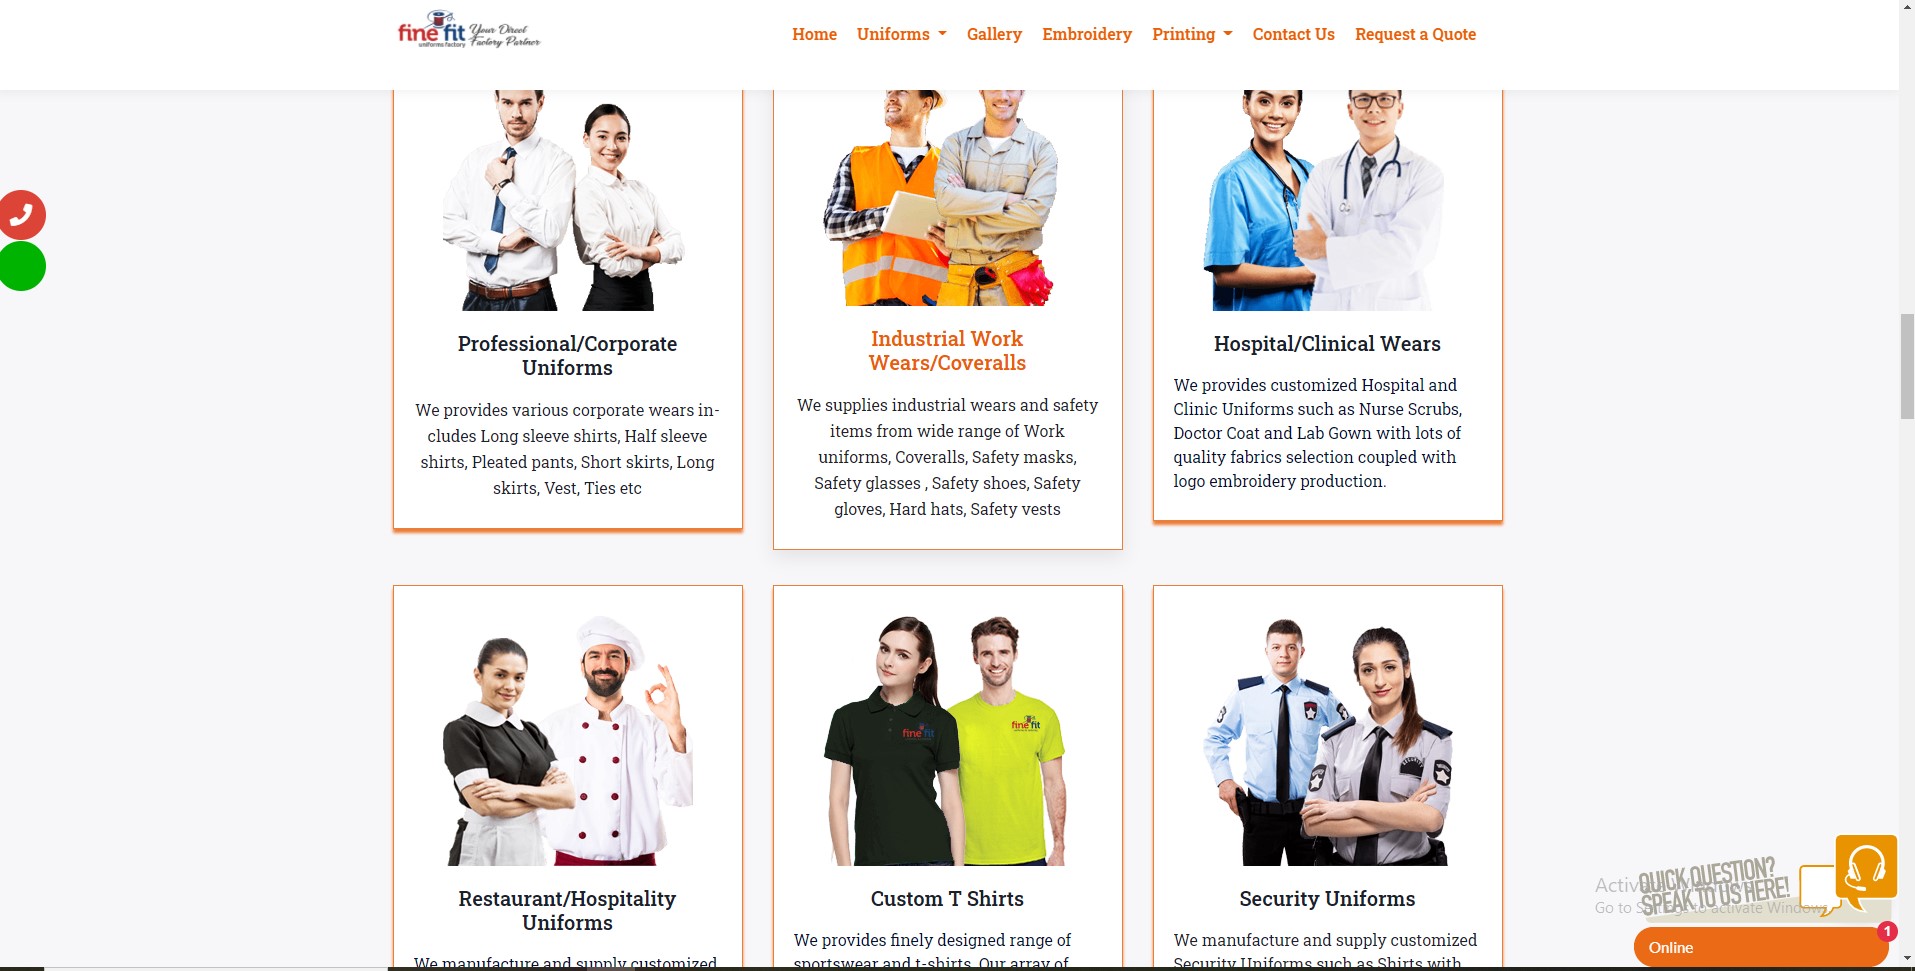 fine fit
uniforms factory
Your Direct
Factory Partner
Home Uniforms Gallery Embroidery Printing Contact Us Request a Quote
Professional/Corporate
Uniforms
We provides various corporate wears in-
cludes Long sleeve shirts, Half sleeve
shirts, Pleated pants, Short skirts, Long
skirts, Vest, Ties etc
Industrial Work
Wears/Coveralls
We supplies industrial wears and safety
items from wide range of Work
uniforms, Coveralls, Safety masks,
Safety glasses , Safety shoes, Safety
gloves, Hard hats, Safety vests
Hospital/Clinical Wears
We provides customized Hospital and
Clinic Uniforms such as Nurse Scrubs,
Doctor Coat and Lab Gown with lots of
quality fabrics selection coupled with
logo embroidery production.
Restaurant/Hospitality
Uniforms
We manufacture and supply customized
fine fit
fine fit
Custom T Shirts
We provides finely designed range of
sportswear and t-shirts. Our array of
SECURITY
Security Uniforms
We manufacture and supply customized
Security Uniforms such as Shirts with
QUICK QUESTION?
SPEAK TO US HERE!
Activate Windows
Go to Settings to activate Windows.
1
Online